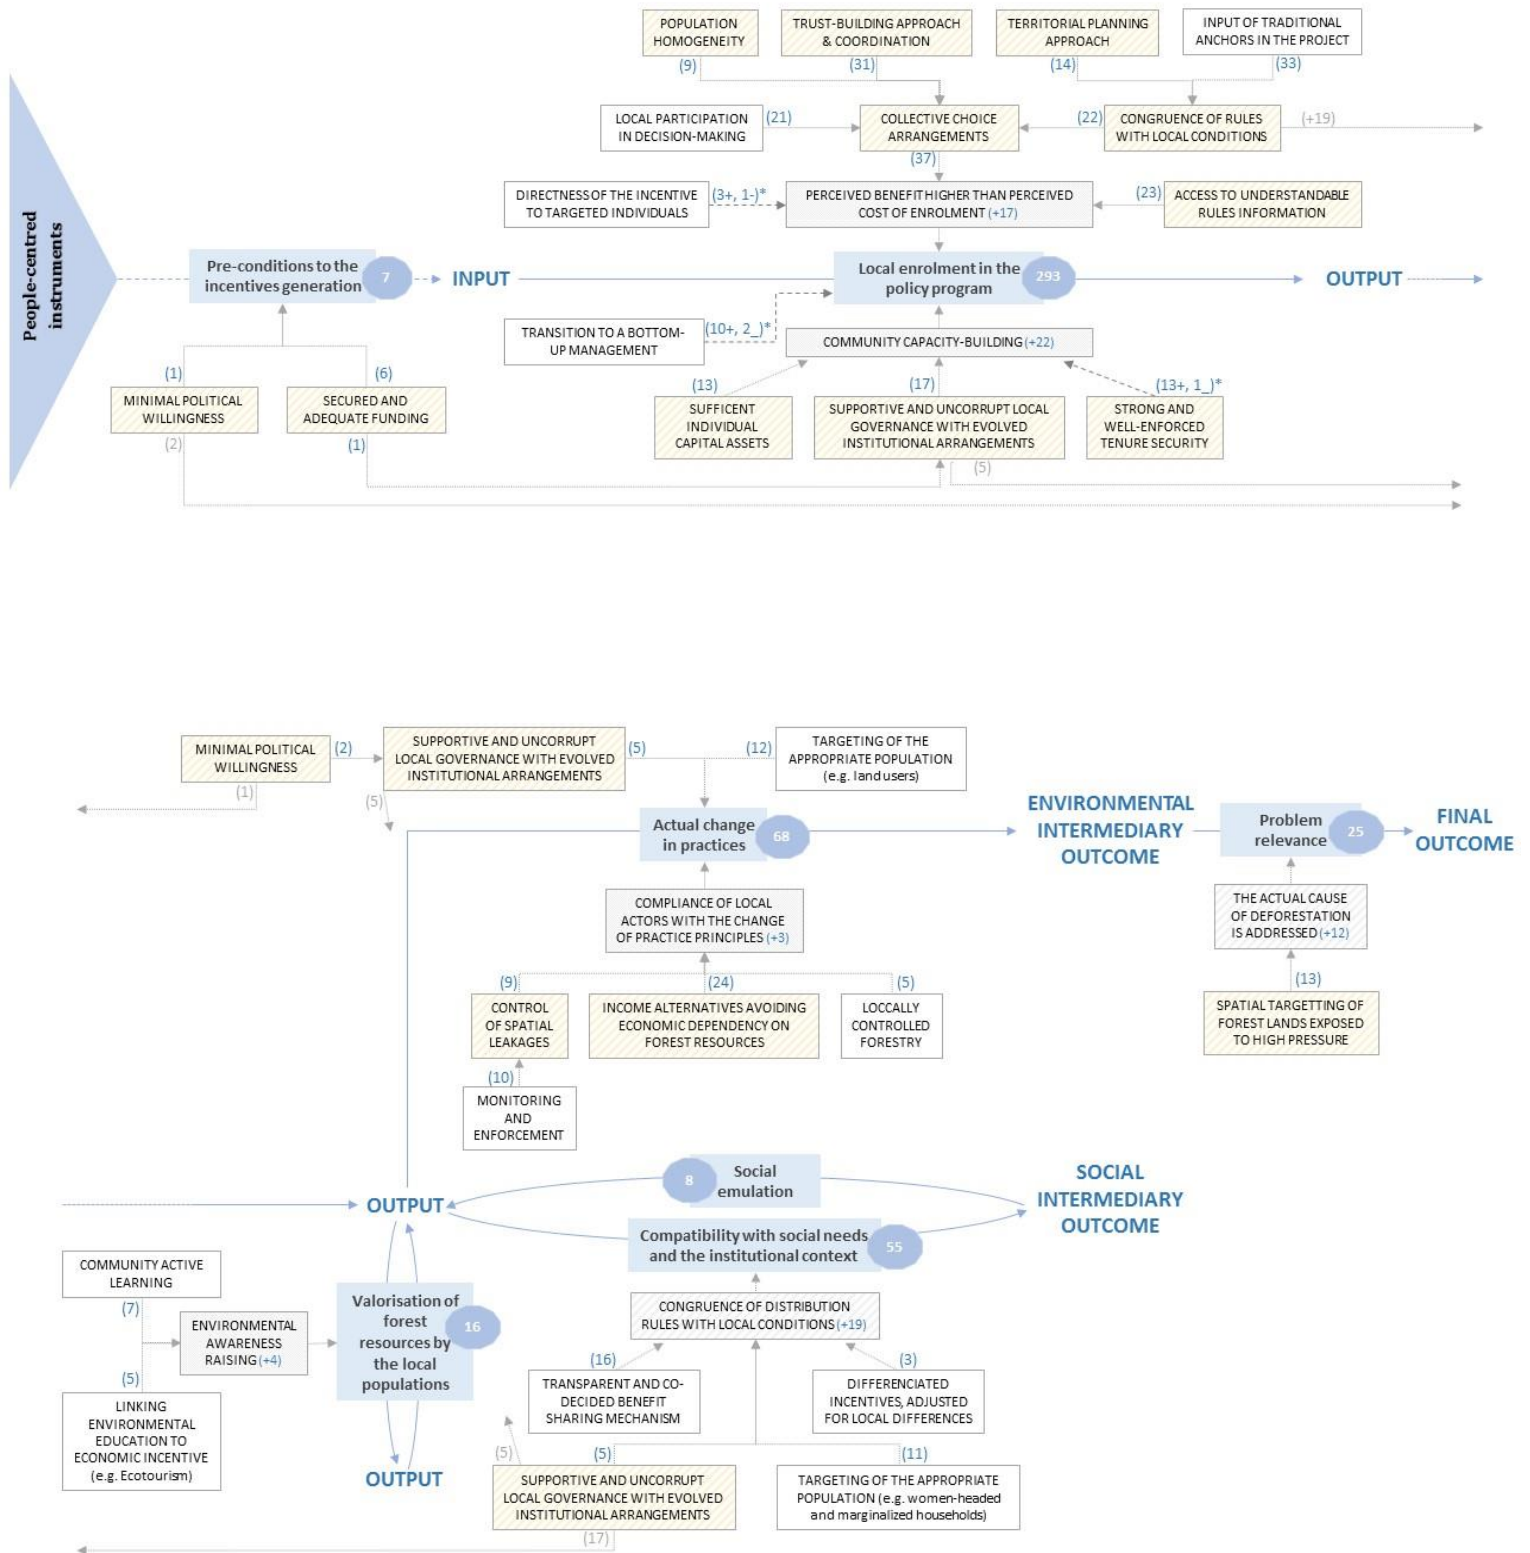 POPULATION
HOMOGENEITY
(9)
TRUST-BUILDING APPROACH
& COORDINATION
(31)
TERRITORIAL PLANNING
APPROACH
(14)
INPUT OF TRADITIONAL
ANCHORS IN THE PROJECT
(33)
LOCAL PARTICIPATION
IN DECISION-MAKING
(21)
COLLECTIVE CHOICE
ARRANGEMENTS
(37)
(22)
CONGRUENCE OF RULES
WITH LOCAL CONDITIONS
(+19)
DIRECTNESS OF THE INCENTIVE
TO TARGETED INDIVIDUALS
(3+, 1-)*
PERCEIVED BENEFIT HIGHER THAN PERCEIVED
COST OF ENROLMENT (+17)
(23)
ACCESS TO UNDERSTANDABLE
RULES INFORMATION
People-centred
instruments
Pre-conditions to the
incentives generation
7
INPUT
Local enrolment in the
policy program
293
OUTPUT
TRANSITION TO A BOTTOM-
UP MANAGEMENT
(10+, 2_)*
COMMUNITY CAPACITY-BUILDING (+22)
(1)
MINIMAL POLITICAL
WILLINGNESS
(2)
(6)
SECURED AND
ADEQUATE FUNDING
(1)
(13)
SUFFICENT
INDIVIDUAL
CAPITAL ASSETS
(17)
SUPPORTIVE AND UNCORRUPT LOCAL
GOVERNANCE WITH EVOLVED
INSTITUTIONAL ARRANGEMENTS
(5)
(13+, 1_)*
STRONG AND
WELL-ENFORCED
TENURE SECURITY
MINIMAL POLITICAL
WILLINGNESS
(2)
(1)
SUPPORTIVE AND UNCORRUPT
LOCAL GOVERNANCE WITH EVOLVED
INSTITUTIONAL ARRANGEMENTS
(5)
(5)
(12)
TARGETING OF THE
APPROPRIATE POPULATION
(e.g. land users)
Actual change
in practices
68
ENVIRONMENTAL
INTERMEDIARY
OUTCOME
Problem
relevance
25
FINAL
OUTCOME
COMPLIANCE OF LOCAL
ACTORS WITH THE CHANGE
OF PRACTICE PRINCIPLES (+3)
THE ACTUAL CAUSE
OF DEFORESTATION
IS ADDRESSED (+12)
(9)
CONTROL
OF SPATIAL
LEAKAGES
(24)
INCOME ALTERNATIVES AVOIDING
ECONOMIC DEPENDENCY ON
FOREST RESOURCES
(5)
LOCCALLY
CONTROLLED
FORESTRY
(13)
SPATIAL TARGETTING OF
FOREST LANDS EXPOSED
TO HIGH PRESSURE
(10)
MONITORING
AND
ENFORCEMENT
OUTPUT
8
Social
emulation
SOCIAL
INTERMEDIARY
OUTCOME
Compatibility with social needs
and the institutional context
55
COMMUNITY ACTIVE
LEARNING
(7)
ENVIRONMENTAL
AWARENESS
RAISING (+4)
(5)
LINKING
ENVIRONMENTAL
EDUCATION TO
ECONOMIC INCENTIVE
(e.g. Ecotourism)
Valorisation of
forest
resources by
the local
populations
16
OUTPUT
CONGRUENCE OF DISTRIBUTION
RULES WITH LOCAL CONDITIONS (+19)
(16)
TRANSPARENT AND CO-
DECIDED BENEFIT
SHARING MECHANISM
(3)
DIFFERENCIATED
INCENTIVES, ADJUSTED
FOR LOCAL DIFFERENCES
(5)
(5)
SUPPORTIVE AND UNCORRUPT
LOCAL GOVERNANCE WITH EVOLVED
INSTITUTIONAL ARRANGEMENTS
(17)
(11)
TARGETING OF THE APPROPRIATE
POPULATION (e.g. women-headed
and marginalized households)